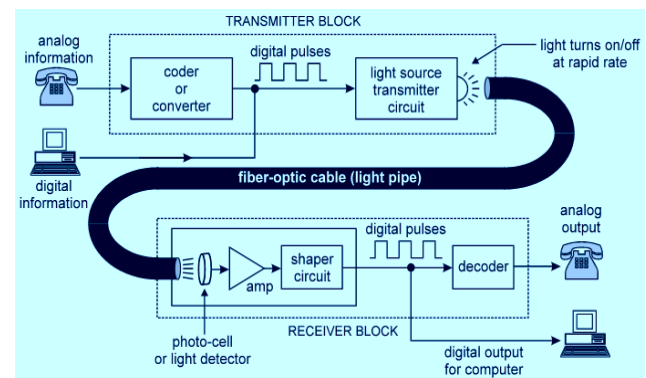 TRANSMITTER BLOCK
analog
information
coder
or
converter
digital pulses
light source
transmitter
circuit
light turns on/off
at rapid rate
digital
information
fiber-optic cable (light pipe)
shaper
circuit
amp
digital pulses
decoder
analog
output
RECEIVER BLOCK
photo-cell
or light detector
digital output
for computer